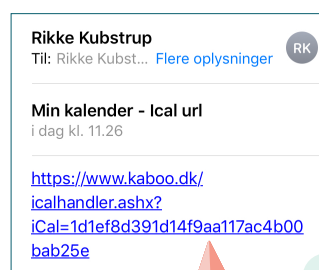 Rikke Kubstrup
RK
Til: Rikke Kubst... Flere oplysninger
Min kalender - Ical url
i dag kl. 11.26
https://www.kaboo.dk/
icalhandler.ashx?
iCal=1d1ef8d391d14f9aa117ac4b00
bab25e